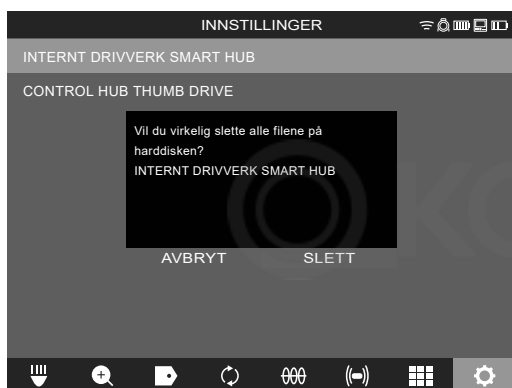 INNSTILLINGER
INTERNT DRIVVERK SMART HUB
CONTROL HUB THUMB DRIVE
Vil du virkelig slette alle filene på
harddisken?
INTERNT DRIVVERK SMART HUB
AVBRYT SLETT